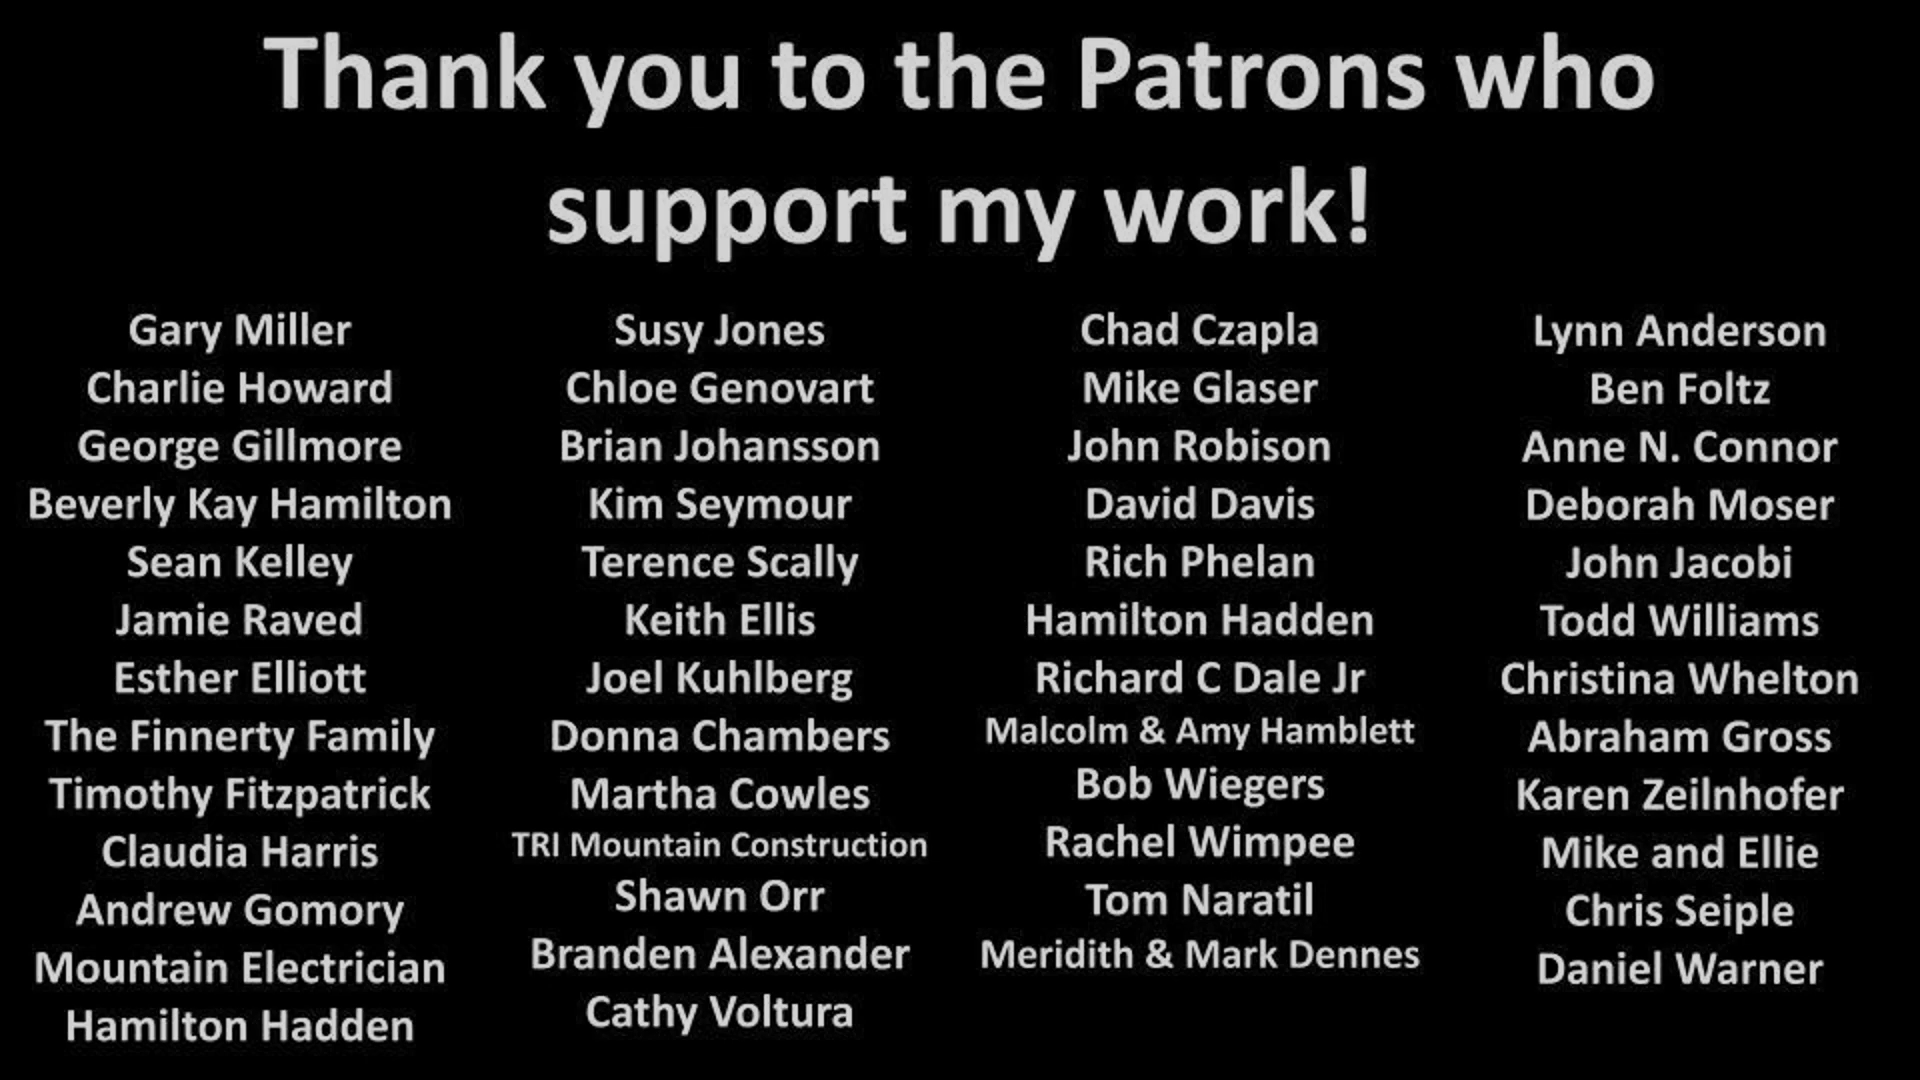 Thank you to the Patrons who
support my work!
Gary Miller
Charlie Howard
George Gillmore
Beverly Kay Hamilton
Sean Kelley
Jamie Raved
Esther Elliott
The Finnerty Family
Timothy Fitzpatrick
Claudia Harris
Andrew Gomory
Mountain Electrician
Hamilton Hadden
Susy Jones
Chloe Genovart
Brian Johansson
Kim Seymour
Terence Scally
Keith Ellis
Joel Kuhlberg
Donna Chambers
Martha Cowles
TRI Mountain Construction
Shawn Orr
Branden Alexander
Cathy Voltura
Chad Czapla
Mike Glaser
John Robison
David Davis
Rich Phelan
Hamilton Hadden
Richard C Dale Jr
Malcolm & Amy Hamblett
Bob Wiegers
Rachel Wimpee
Tom Naratil
Meridith & Mark Dennes
Lynn Anderson
Ben Foltz
Anne N. Connor
Deborah Moser
John Jacobi
Todd Williams
Christina Whelton
Abraham Gross
Karen Zeilnhofer
Mike and Ellie
Chris Seiple
Daniel Warner